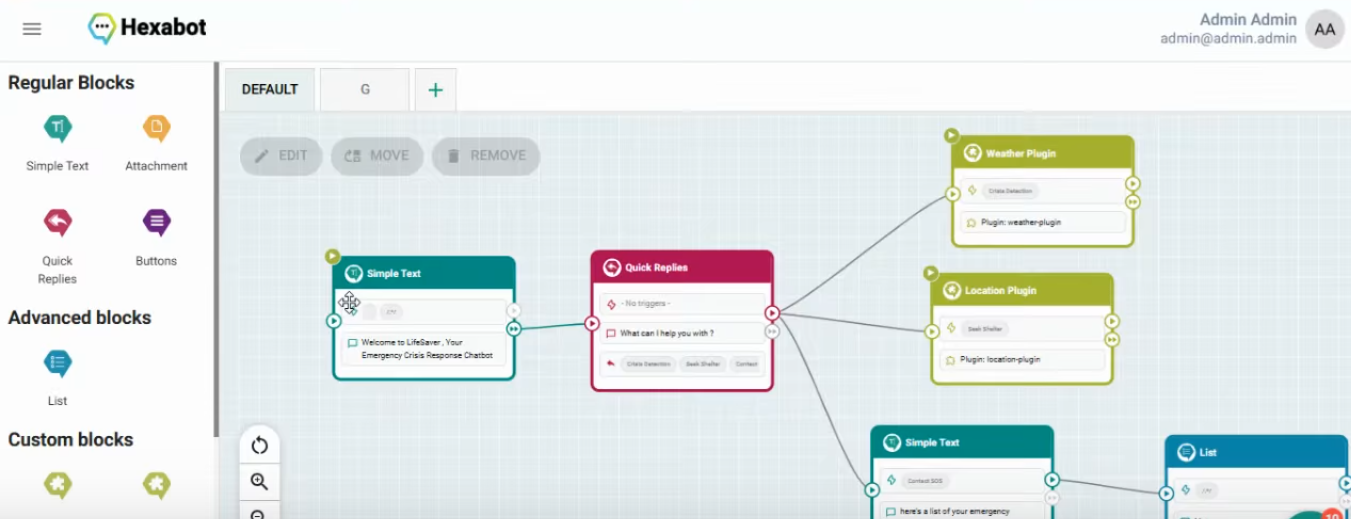 Hexabot
Admin Admin
admin@admin.admin
AA
Regular Blocks
Simple Text
Attachment
Quick
Replies
Buttons
Advanced blocks
List
Custom blocks
DEFAULT
G
+
EDIT
MOVE
REMOVE
Simple Text
Welcome to LifeSaver , Your
Emergency Crisis Response Chatbot
Quick Replies
- No triggers -
What can I help you with ?
Crisis Detection
Seek Shelter
Contact
Weather Plugin
Crisis Detection
Plugin: weather-plugin
Location Plugin
Seek Shelter
Plugin: location-plugin
Simple Text
Contact SOS
here's a list of your emergency
List
10